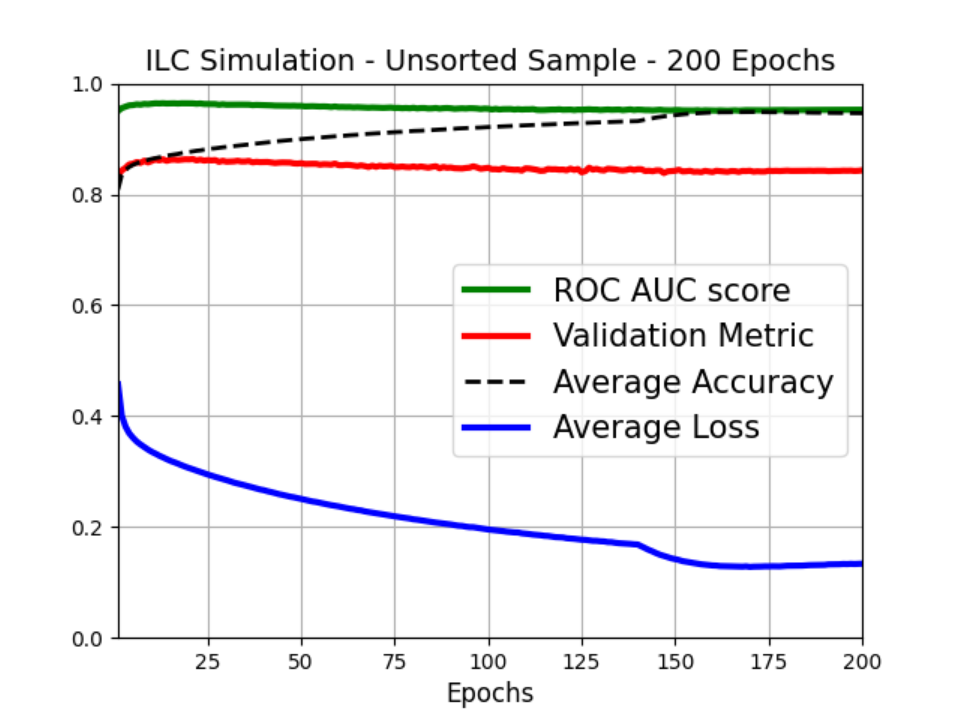 ILC Simulation - Unsorted Sample - 200 Epochs
1.0
0.8
0.6
0.4
0.2
0.0
ROC AUC score
Validation Metric
Average Accuracy
Average Loss
25 50 75 100 125 150 175 200
Epochs